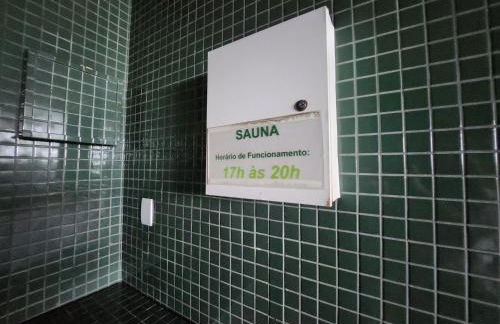 SAUNA
Horário de Funcionamento:
17h às 20h